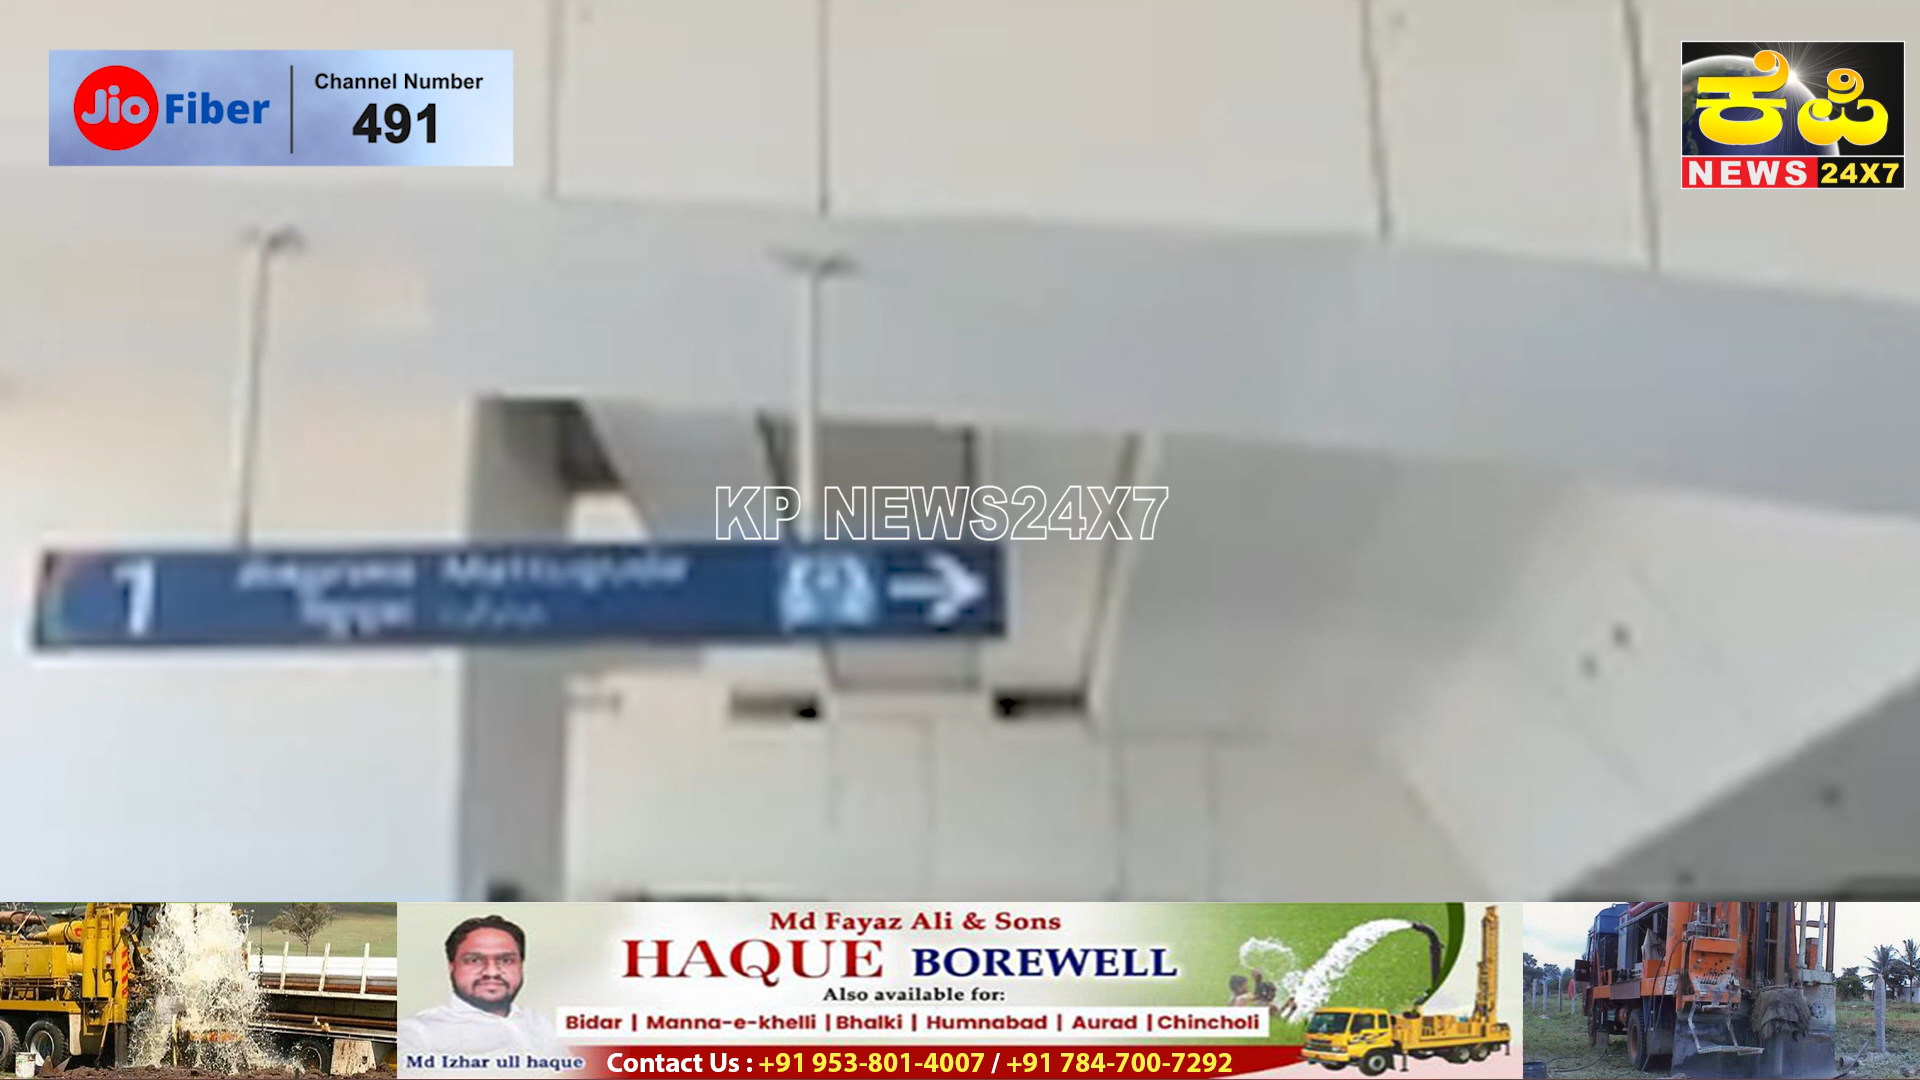 Jio Fiber
Channel Number
491
ಕೆಪಿ
NEWS 24X7
KP NEWS24X7
1
Md Fayaz Ali & Sons
HAQUE BOREWELL
Also available for:
Bidar | Manna-e-khelli | Bhalki | Humnabad | Aurad | Chincholi
Md Izhar ull haque
Contact Us : +91 953-801-4007 / +91 784-700-7292